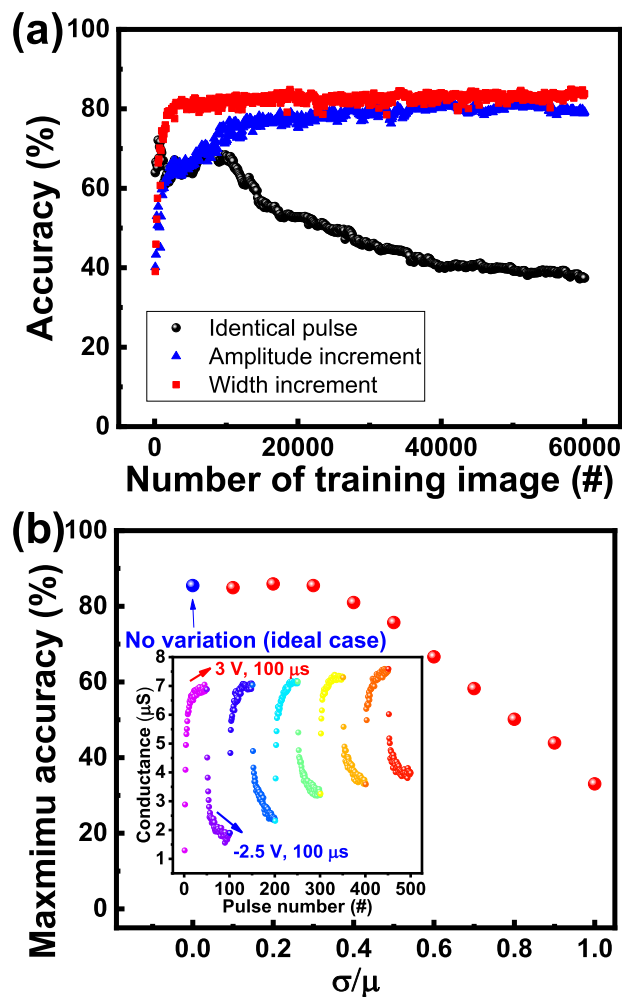 (a)
100
80
60
40
20
0
Accuracy (%)
Identical pulse
Amplitude increment
Width increment
0
20000
40000
60000
Number of training image (#)
(b)
100
80
60
40
20
0
Maxmimu accuracy (%)
No variation (ideal case)
8
7
6
5
4
3
2
1
Conductance (μS)
3 V, 100 μs
-2.5 V, 100 μs
0
100
200
300
400
500
Pulse number (#)
0.0
0.2
0.4
0.6
0.8
1.0
σ/μ